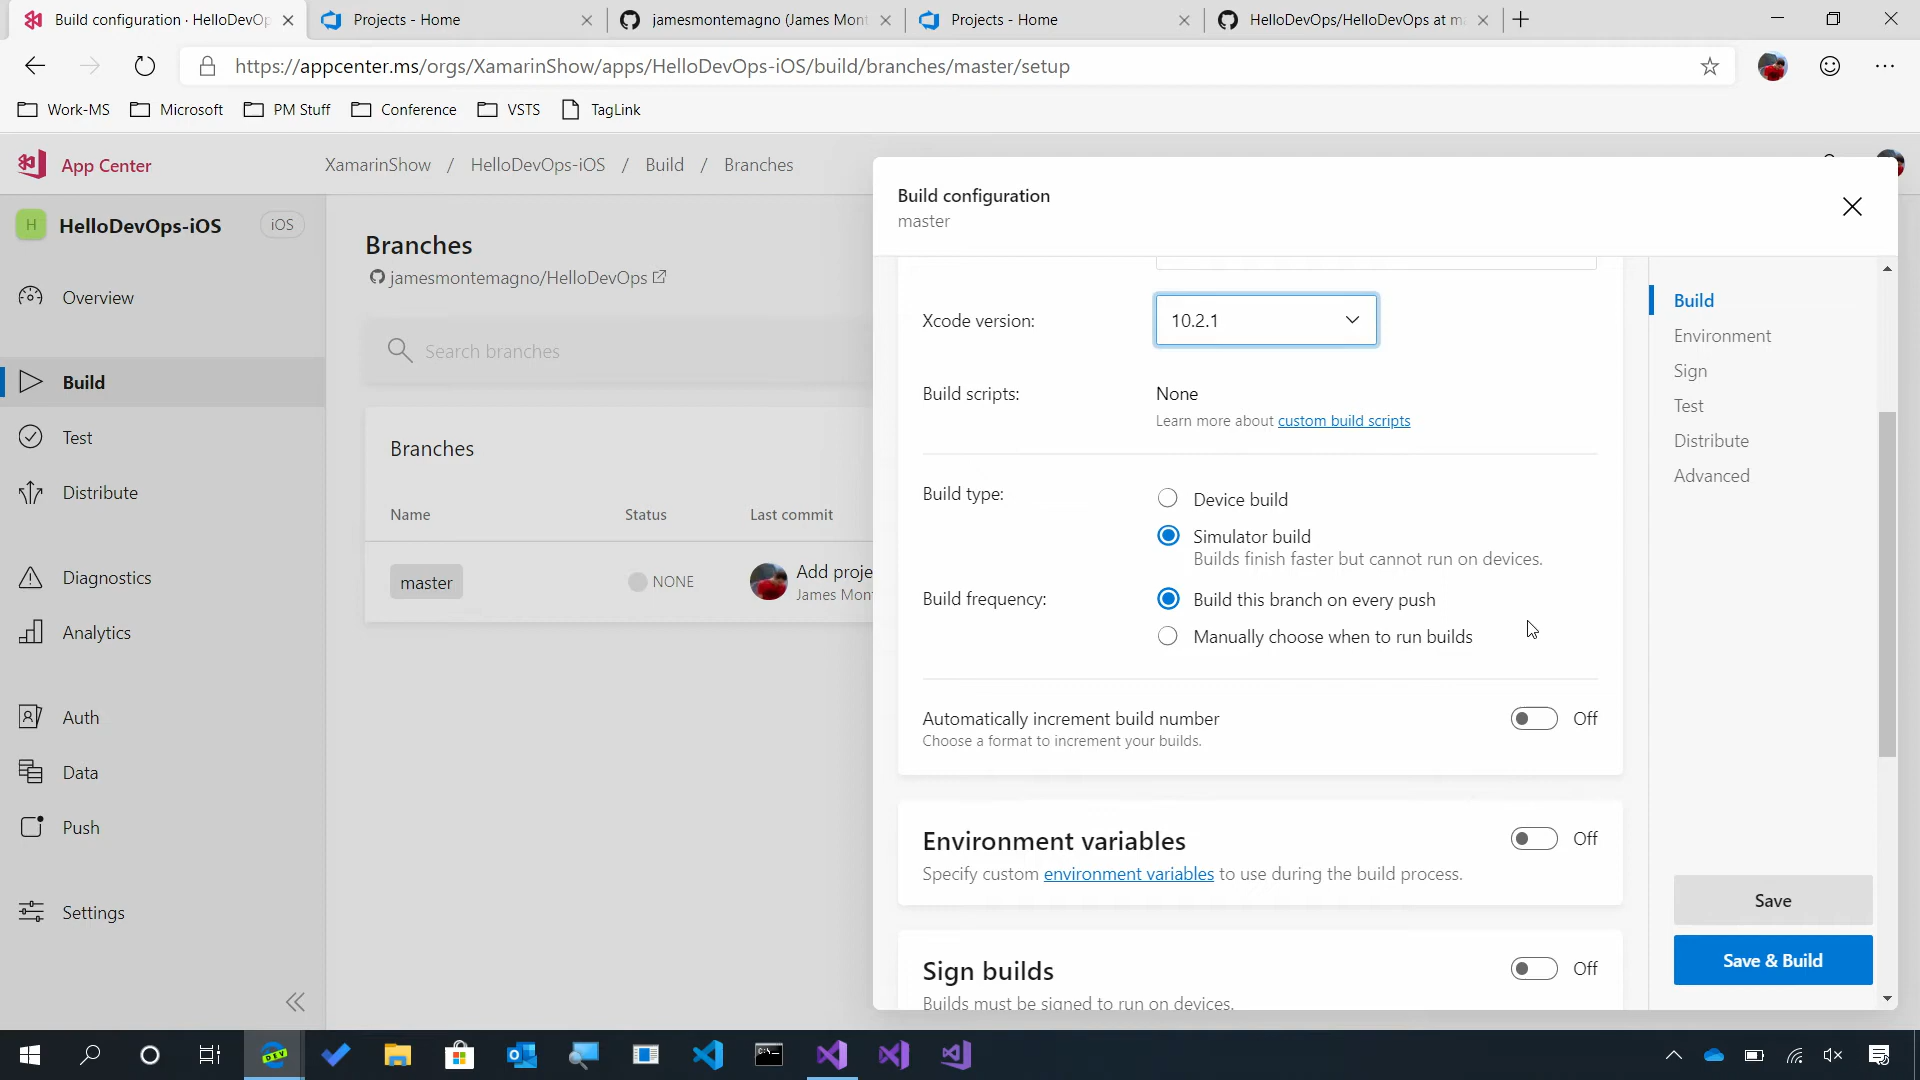 Build configuration · HelloDevOp
Projects - Home
jamesmontemagno (James Mont
Projects - Home
HelloDevOps/HelloDevOps at ma
https://appcenter.ms/orgs/XamarinShow/apps/HelloDevOps-iOS/build/branches/master/setup
Work-MS
Microsoft
PM Stuff
Conference
VSTS
TagLink
App Center
XamarinShow / HelloDevOps-iOS / Build / Branches
H
HelloDevOps-iOS
iOS
Overview
Build
Test
Distribute
Diagnostics
Analytics
Auth
Data
Push
Settings
Branches
jamesmontemagno/HelloDevOps
Search branches
Branches
Name
Status
Last commit
master
NONE
Add proje
James Mon
Build configuration
master
Xcode version:
10.2.1
Build scripts:
None
Learn more about custom build scripts
Build type:
Device build
Simulator build
Builds finish faster but cannot run on devices.
Build frequency:
Build this branch on every push
Manually choose when to run builds
Automatically increment build number
Off
Choose a format to increment your builds.
Environment variables
Off
Specify custom environment variables to use during the build process.
Sign builds
Off
Builds must be signed to run on devices.
Build
Environment
Sign
Test
Distribute
Advanced
Save
Save & Build
DEV